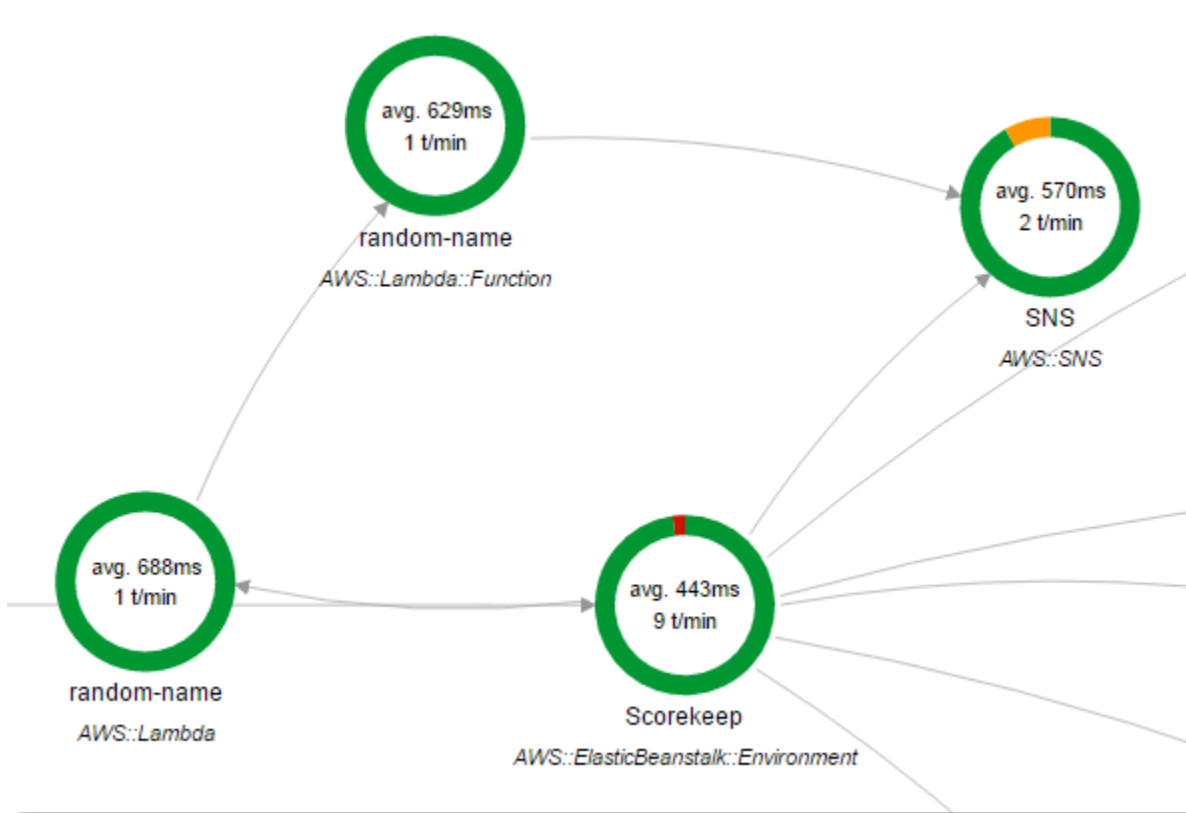 avg. 629ms
1 t/min
random-name
AWS::Lambda::Function
avg. 570ms
2 t/min
SNS
AWS::SNS
avg. 688ms
1 t/min
random-name
AWS::Lambda
avg. 443ms
9 t/min
Scorekeep
AWS::ElasticBeanstalk::Environment